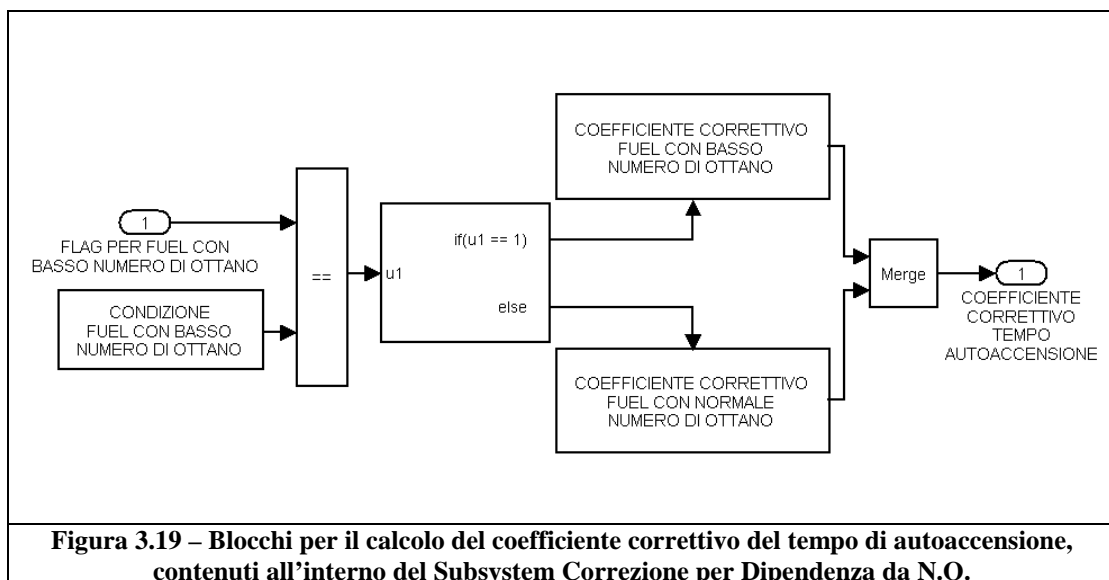 COEFFICIENTE CORRETTIVO
FUEL CON BASSO
NUMERO DI OTTANO
1
FLAG PER FUEL CON
BASSO NUMERO DI OTTANO
CONDIZIONE
FUEL CON BASSO
NUMERO DI OTTANO
==
u1
if(u1 == 1)
else
COEFFICIENTE CORRETTIVO
FUEL CON NORMALE
NUMERO DI OTTANO
Merge
1
COEFFICIENTE
CORRETTIVO
TEMPO
AUTOACCENSIONE
Figura 3.19 – Blocchi per il calcolo del coefficiente correttivo del tempo di autoaccensione,
contenuti all’interno del Subsystem Correzione per Dipendenza da N.O.